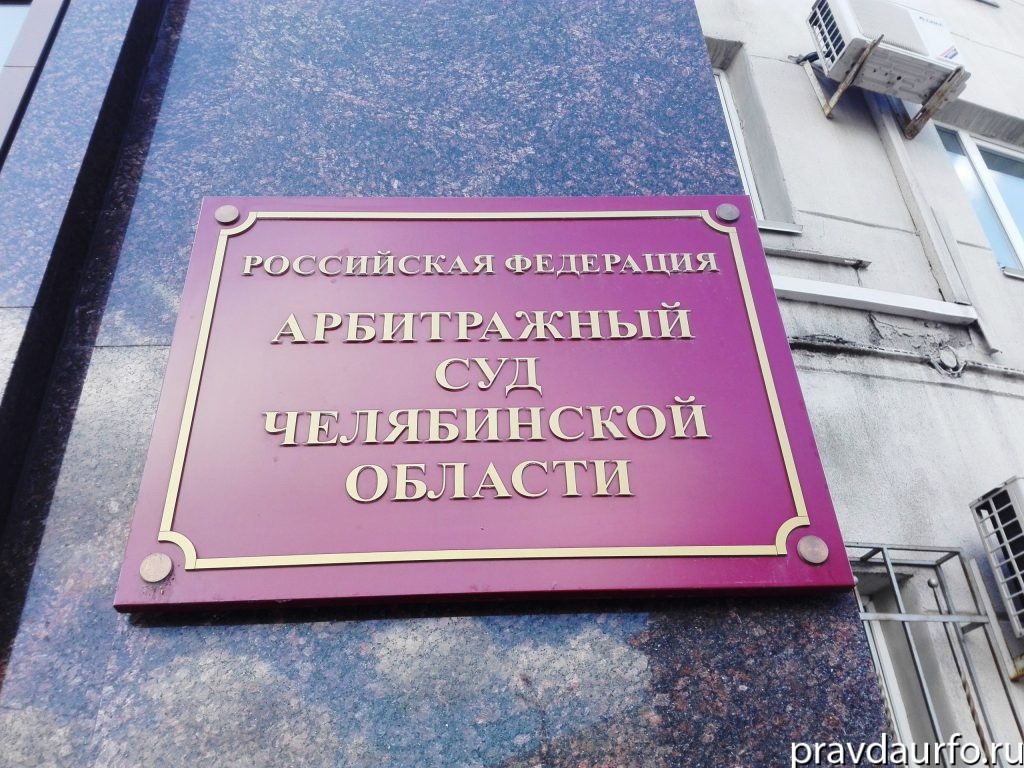 РОССИЙСКАЯ ФЕДЕРАЦИЯ
АРБИТРАЖНЫЙ
СУД
ЧЕЛЯБИНСКОЙ
ОБЛАСТИ
pravdaurfo.ru